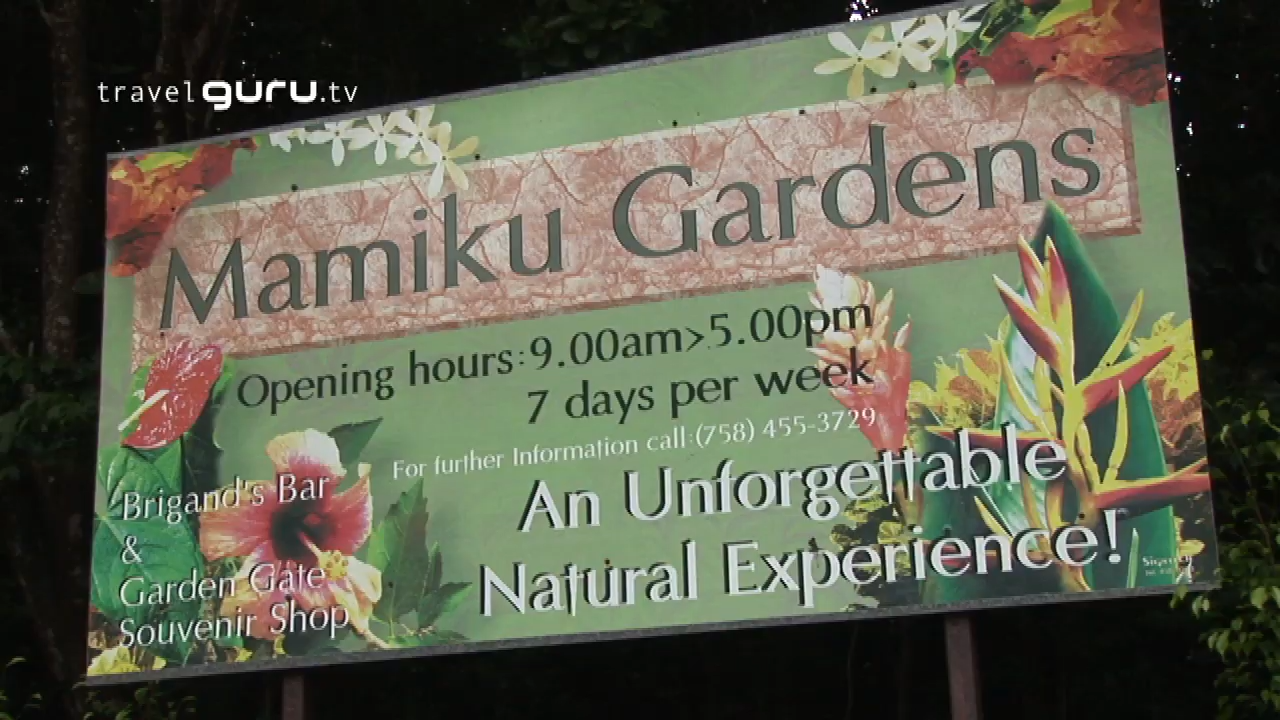 travelguru.tv
Mamiku Gardens
Opening hours:9.00am>5.00pm
7 days per week
For further Information call:(758) 455-3729
An Unforgettable
Natural Experience!
Brigand's Bar
&
Garden Gate
Souvenir Shop